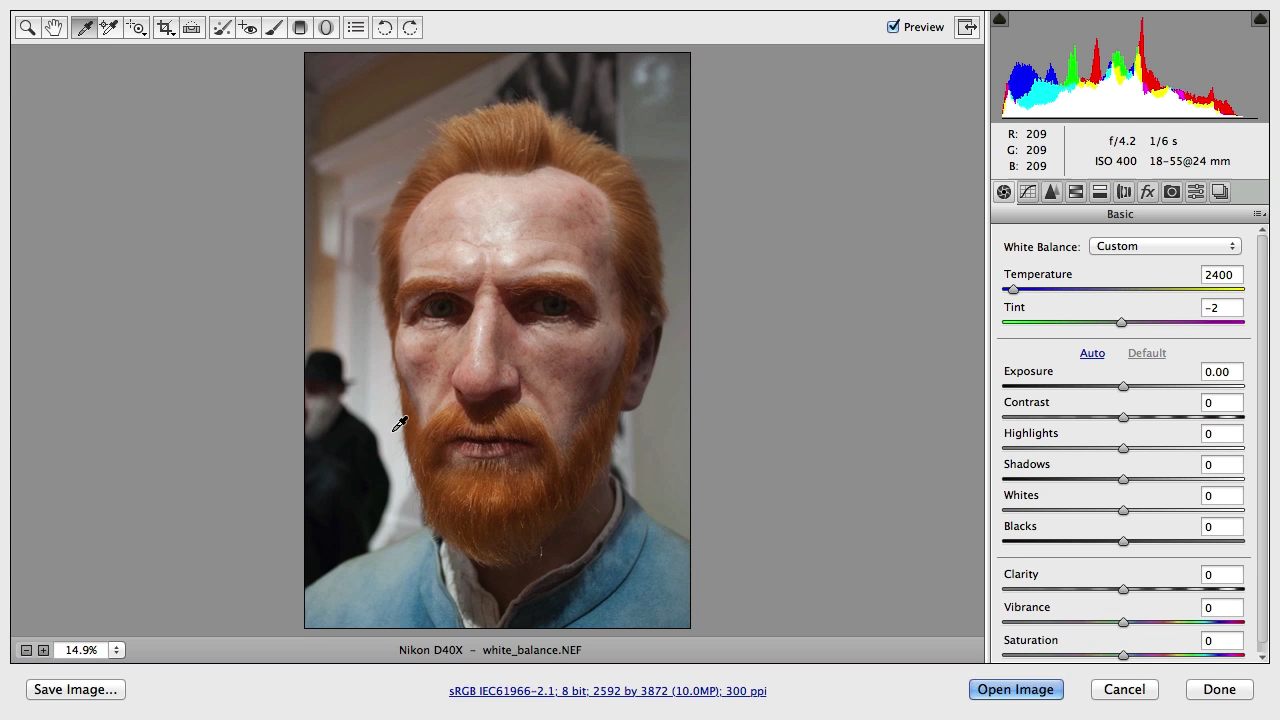 Preview
R: 209
G: 209
B: 209
f/4.2 1/6 s
ISO 400 18-55@24 mm
fx
Basic
White Balance: Custom
Temperature 2400
Tint -2
Auto Default
Exposure 0.00
Contrast 0
Highlights 0
Shadows 0
Whites 0
Blacks 0
Clarity 0
Vibrance 0
Saturation 0
14.9% Nikon D40X – white_balance.NEF
Save Image... sRGB IEC61966-2.1; 8 bit; 2592 by 3872 (10.0MP); 300 ppi Open Image Cancel Done